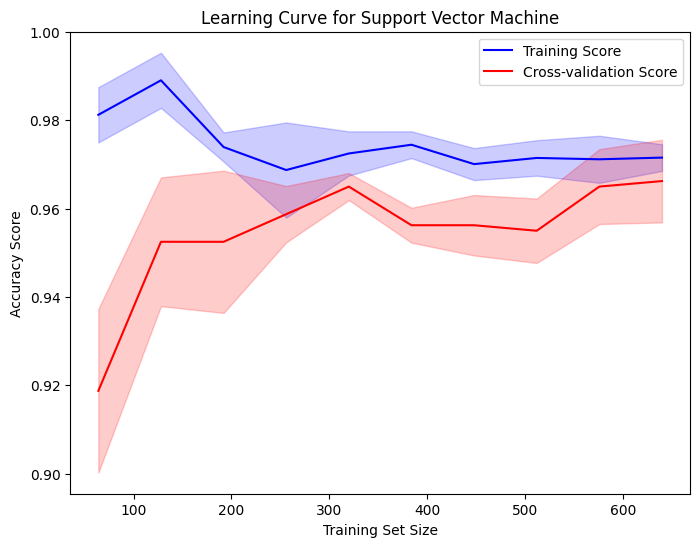 Learning Curve for Support Vector Machine
1.00
0.98
0.96
0.94
0.92
0.90
Accuracy Score
Training Score
Cross-validation Score
100
200
300
400
500
600
Training Set Size